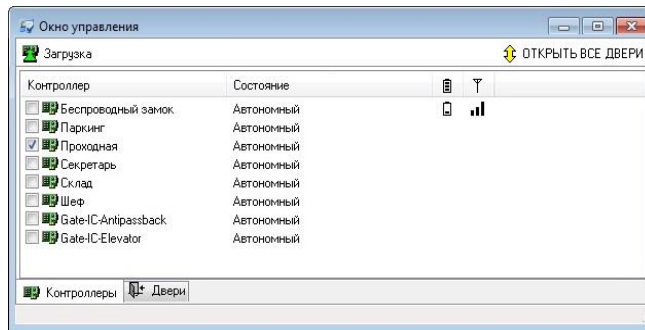 Окно управления
Загрузка ОТКРЫТЬ ВСЕ ДВЕРИ
Контроллер Состояние
Беспроводный замок Автономный
Паркинг Автономный
Проходная Автономный
Секретарь Автономный
Склад Автономный
Шеф Автономный
Gate-IC-Antipassback Автономный
Gate-IC-Elevator Автономный
Контроллеры Двери